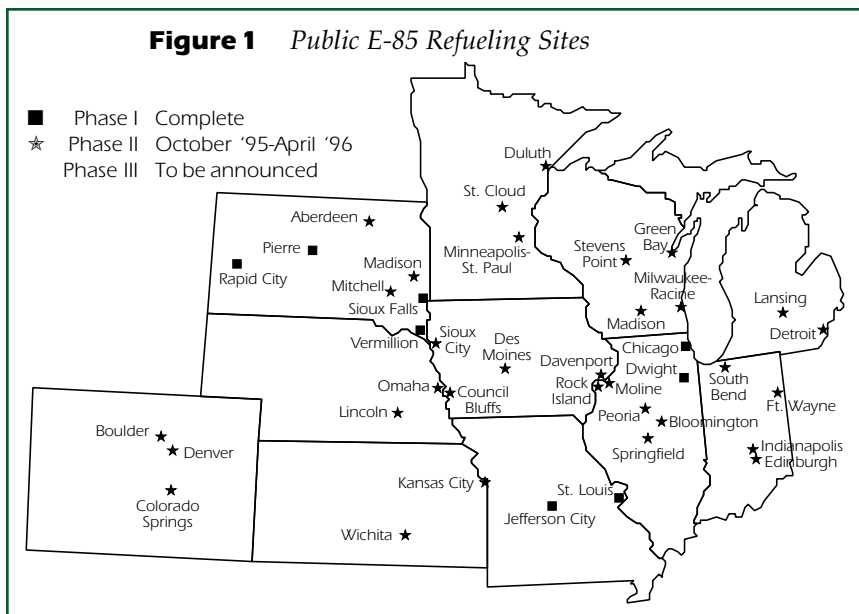 Figure 1 Public E-85 Refueling Sites
Phase I Complete
Phase II October '95-April '96
Phase III To be announced
Duluth
St. Cloud
Minneapolis-
St. Paul
Aberdeen
Pierre
Rapid City
Madison
Mitchell
Sioux Falls
Vermillion
Green
Bay
Stevens
Point
Milwaukee-
Racine
Madison
Lansing
Detroit
Sioux
City
Des
Moines
Davenport
Rock
Island
Moline
Council
Bluffs
Omaha
Lincoln
Chicago
Dwight
Peoria
Bloomington
Springfield
South
Bend
Ft. Wayne
Indianapolis
Edinburgh
Boulder
Denver
Colorado
Springs
Kansas City
Wichita
St. Louis
Jefferson City